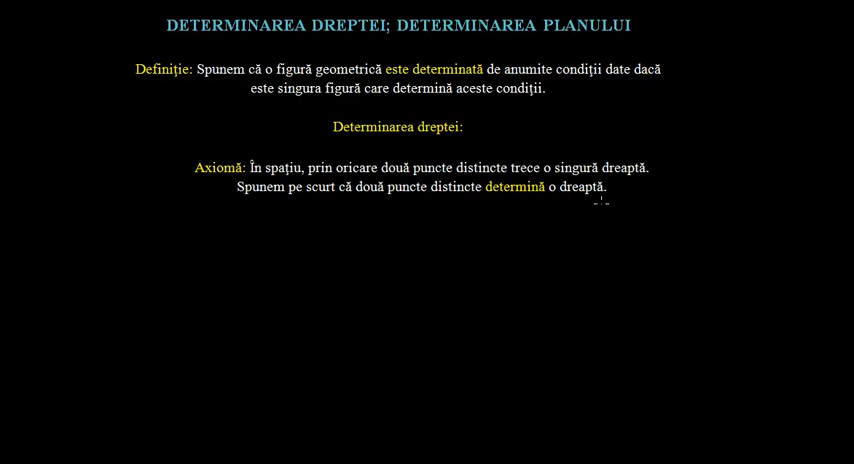 DETERMINAREA DREPTEI; DETERMINAREA PLANULUI
Definiţie: Spunem că o figură geometrică este determinată de anumite condiţii date dacă
este singura figură care determină aceste condiţii.
Determinarea dreptei:
Axiomă: În spaţiu, prin oricare două puncte distincte trece o singură dreaptă.
Spunem pe scurt că două puncte distincte determină o dreaptă.